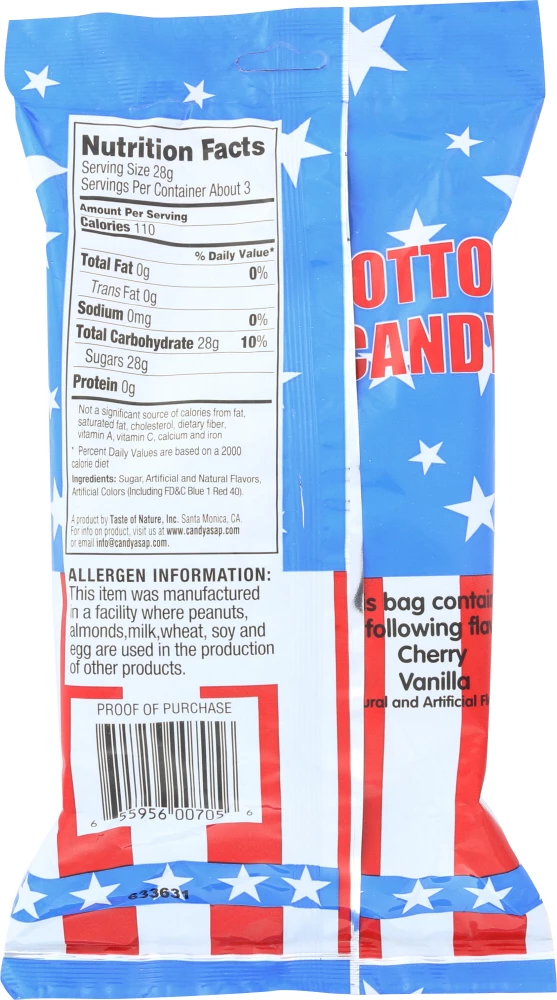 Nutrition Facts
Serving Size 28g
Servings Per Container About 3
Amount Per Serving
Calories 110
% Daily Value*
Total Fat 0g 0%
Trans Fat 0g
Sodium 0mg 0%
Total Carbohydrate 28g 10%
Sugars 28g
Protein 0g
Not a significant source of calories from fat,
saturated fat, cholesterol, dietary fiber,
vitamin A, vitamin C, calcium and iron
* Percent Daily Values are based on a 2000
calorie diet
Ingredients: Sugar, Artificial and Natural Flavors,
Artificial Colors (Including FD&C Blue 1 Red 40).
A product by Taste of Nature, Inc. Santa Monica, CA
For info on product, visit us at www.candyasap.com
or email info@candyasap.com.
ALLERGEN INFORMATION:
This item was manufactured
in a facility where peanuts,
almonds,milk,wheat, soy and
egg are used in the production
of other products.
PROOF OF PURCHASE
6 55956 00705 6
633631
OTTO
CANDY
s bag contain
following fla
Cherry
Vanilla
ural and Artificial Fl